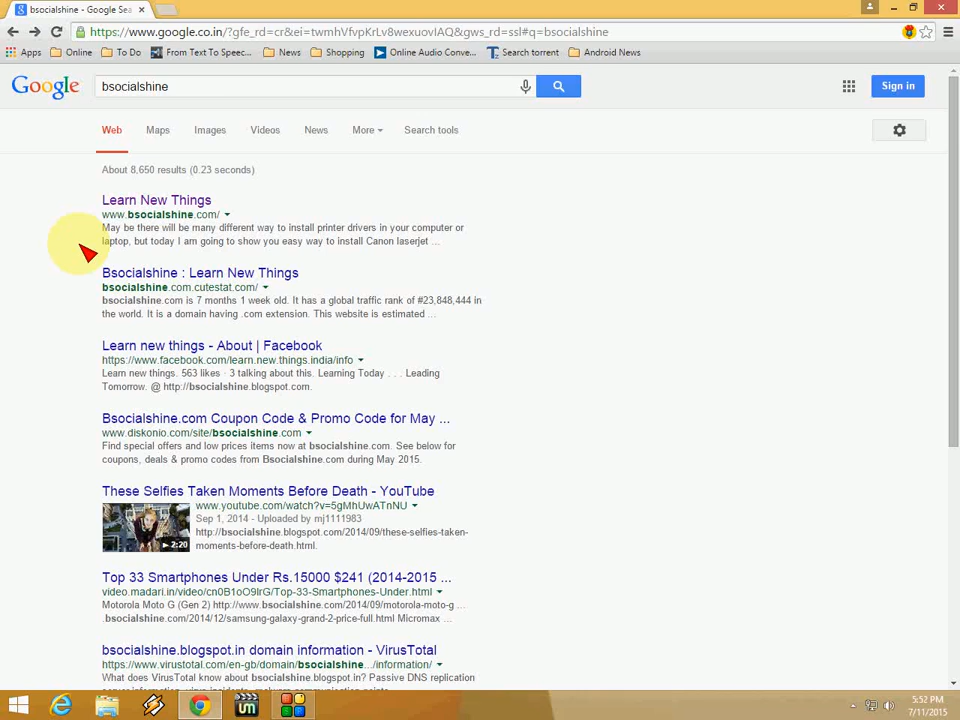 bsocialshine - Google Sea
https://www.google.co.in/?gfe_rd=cr&ei=twmhVfvpKrLv8wexuoVIAQ&gws_rd=ssl#q=bsocialshine
Apps Online To Do From Text To Speec... News Shopping Online Audio Conve... Search torrent Android News
Google bsocialshine Sign in
Web Maps Images Videos News More Search tools
About 8,650 results (0.23 seconds)
Learn New Things
www.bsocialshine.com/
May be there will be many different way to install printer drivers in your computer or
laptop, but today I am going to show you easy way to install Canon laserjet ...
Bsocialshine : Learn New Things
bsocialshine.com.cutestat.com/
bsocialshine.com is 7 months 1 week old. It has a global traffic rank of #23,848,444 in
the world. It is a domain having .com extension. This website is estimated ...
Learn new things - About | Facebook
https://www.facebook.com/learn.new.things.india/info
Learn new things. 563 likes · 3 talking about this. Learning Today . . . Leading
Tomorrow. @ http://bsocialshine.blogspot.com.
Bsocialshine.com Coupon Code & Promo Code for May ...
www.diskonio.com/site/bsocialshine.com
Find special offers and low prices items now at bsocialshine.com. See below for
coupons, deals & promo codes from Bsocialshine.com during May 2015.
These Selfies Taken Moments Before Death - YouTube
www.youtube.com/watch?v=5gMhUwATnNU
Sep 1, 2014 - Uploaded by mj1111983
http://bsocialshine.blogspot.com/2014/09/these-selfies-taken-
moments-before-death.html.
2:20
Top 33 Smartphones Under Rs.15000 $241 (2014-2015 ...
video.madari.in/video/cn0B1oO9IrG/Top-33-Smartphones-Under.html
Motorola Moto G (Gen 2) http://www.bsocialshine.com/2014/09/motorola-moto-g ...
.bsocialshine.com/2014/12/samsung-galaxy-grand-2-price-full.html Micromax ...
bsocialshine.blogspot.in domain information - VirusTotal
https://www.virustotal.com/en-gb/domain/bsocialshine.../information/
What does VirusTotal know about bsocialshine.blogspot.in? Passive DNS replication
UM
5:52 PM
7/11/2015